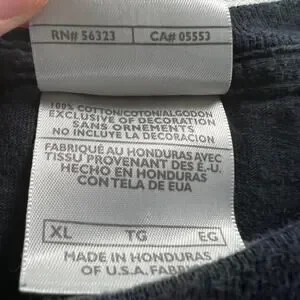 RN# 56323 CA# 05553
100% COTTON/COTON/ALGODON
EXCLUSIVE OF DECORATION
SANS ORNEMENTS
NO INCLUYE LA DECORACION
FABRIQUÉ AU HONDURAS AVEC
TISSU PROVENANT DES É.-U.
HECHO EN HONDURAS
CON TELA DE EUA
XL TG EG
MADE IN HONDURAS
OF U.S.A. FABRI